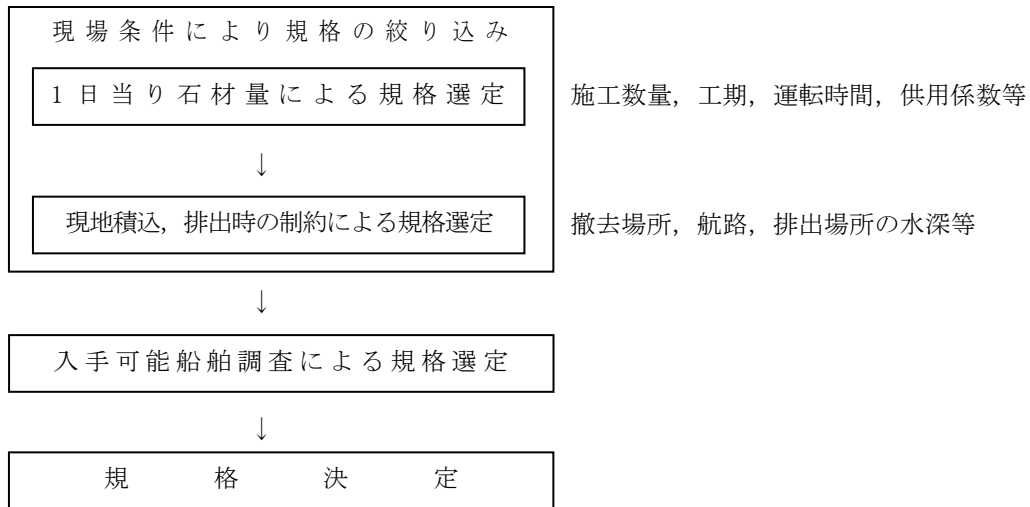 現場条件により規格の絞り込み
1日当り石材量による規格選定 施工数量，工期，運転時間，供用係数等
↓
現地積込，排出時の制約による規格選定 撤去場所，航路，排出場所の水深等
↓
入手可能船舶調査による規格選定
↓
規格決定